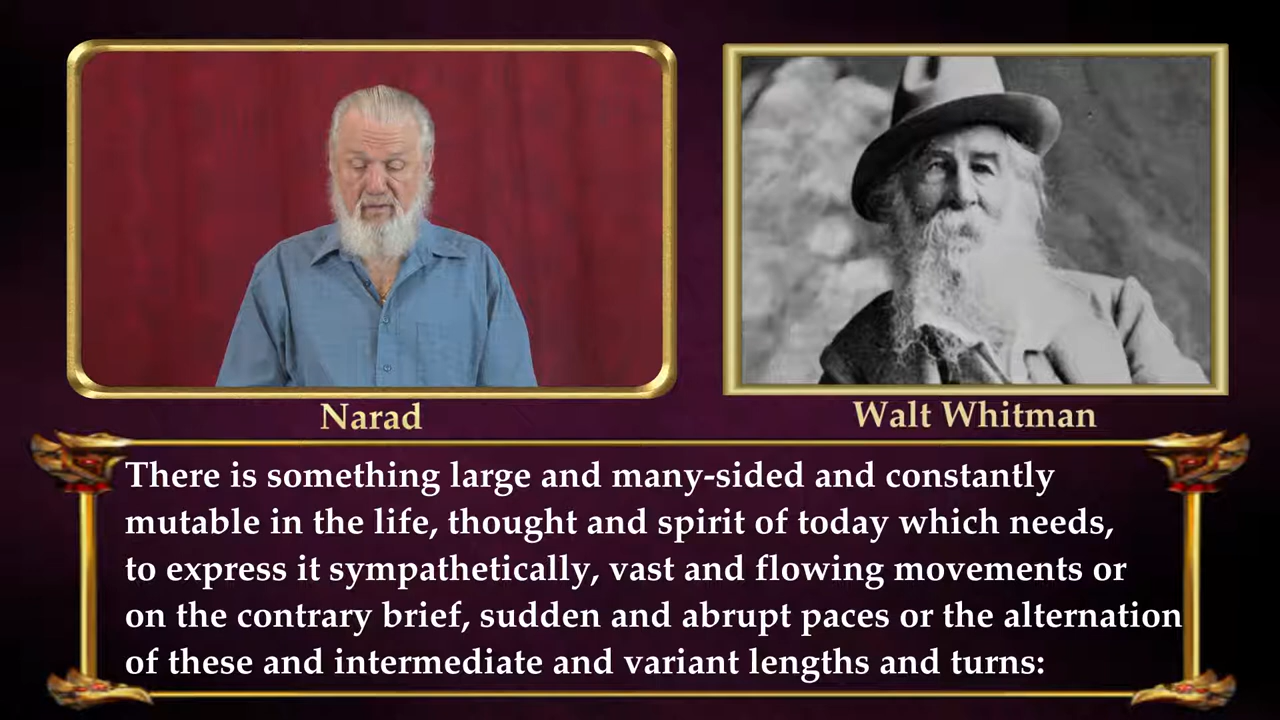 Narad
Walt Whitman
There is something large and many-sided and constantly
mutable in the life, thought and spirit of today which needs,
to express it sympathetically, vast and flowing movements or
on the contrary brief, sudden and abrupt paces or the alternation
of these and intermediate and variant lengths and turns: